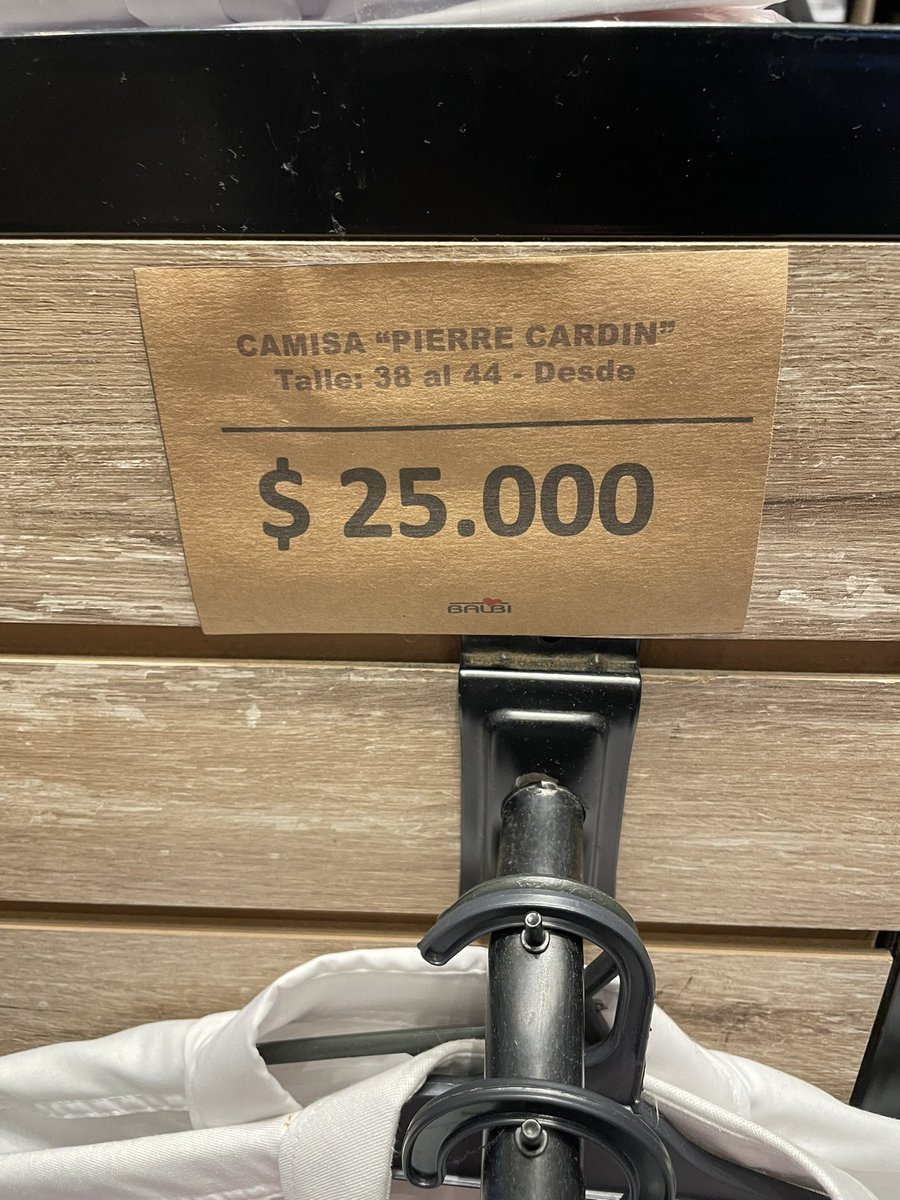 CAMISA “PIERRE CARDIN”
Talle: 38 al 44 - Desde
$ 25.000
BALBI